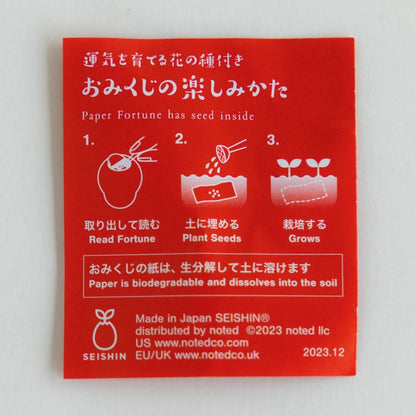 運気を育てる花の種付き
おみくじの楽しみかた
Paper Fortune has seed inside
1. 2. 3.
取り出して読む 土に埋める 栽培する
Read Fortune Plant Seeds Grows
おみくじの紙は、生分解して土に溶けます
Paper is biodegradable and dissolves into the soil
Made in Japan SEISHIN®
distributed by noted ©2023 noted llc
US www.notedco.com
EU/UK www.notedco.uk
SEISHIN
2023.12